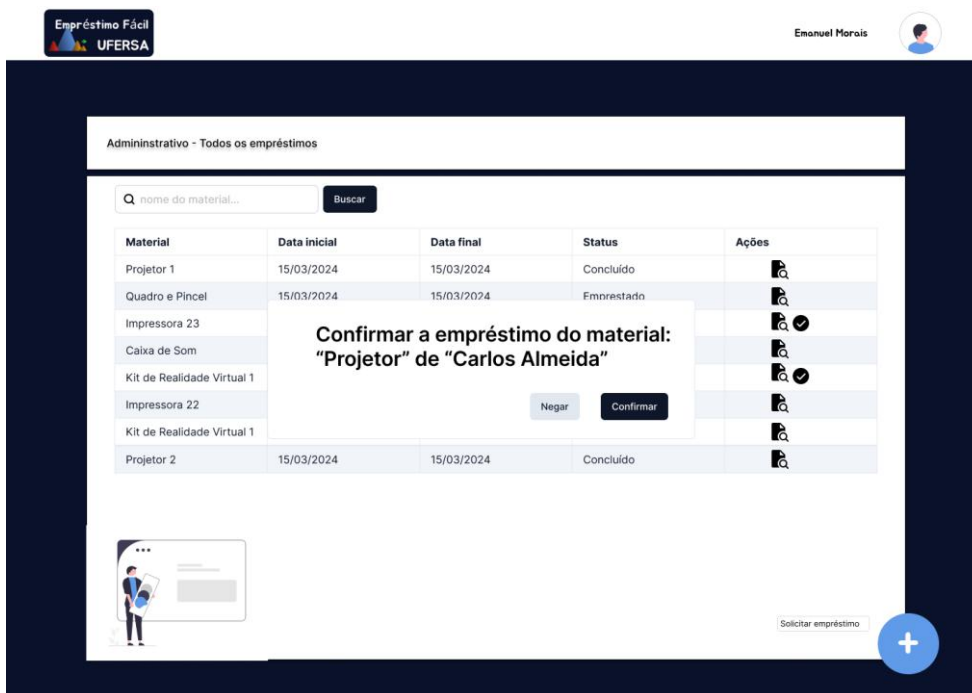 Empréstimo Fácil
UFERSA
Emanuel Morais
Admininstrativo - Todos os empréstimos
nome do material...
Buscar
Material Data inicial Data final Status Ações
Projetor 1 15/03/2024 15/03/2024 Concluído
Quadro e Pincel 15/03/2024 15/03/2024 Emprestado
Impressora 23
Caixa de Som
Kit de Realidade Virtual 1
Impressora 22
Kit de Realidade Virtual 1
Projetor 2 15/03/2024 15/03/2024 Concluído
Confirmar a empréstimo do material:
“Projetor” de “Carlos Almeida”
Negar Confirmar
Solicitar empréstimo